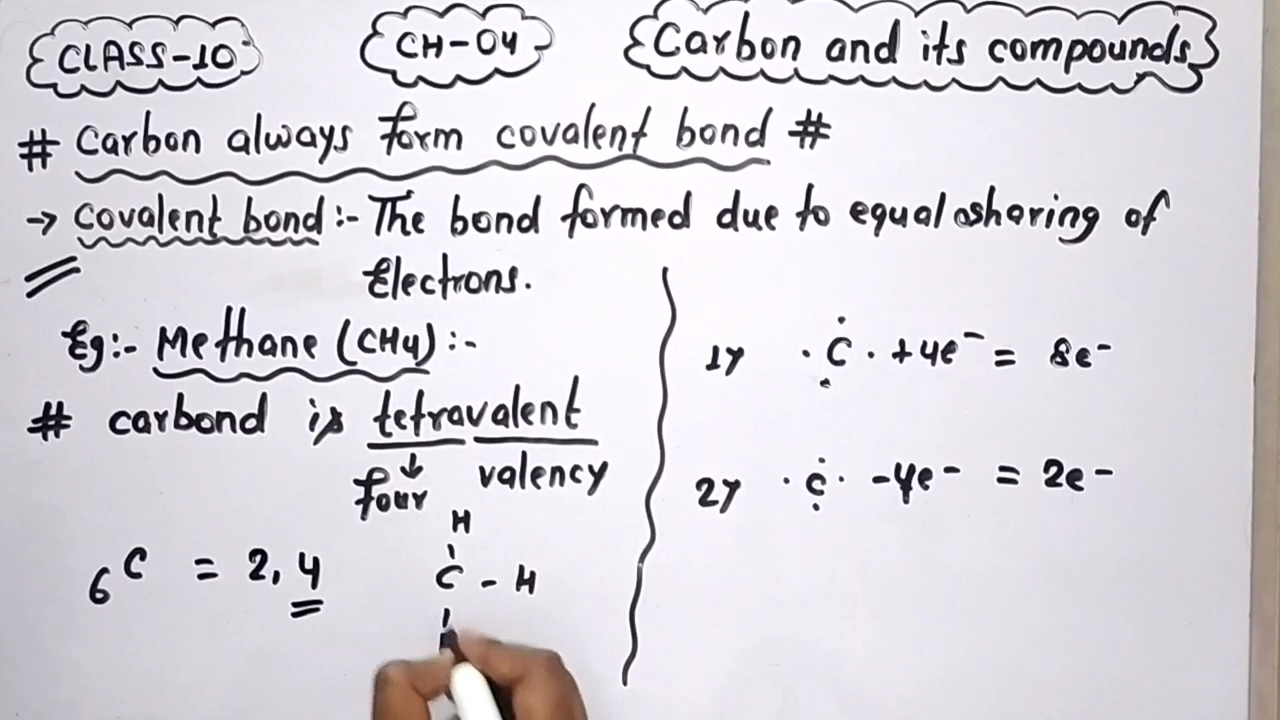 CLASS-10 CH-04 Carbon and its compounds
# Carbon always form covalent bond #
→ Covalent bond :- The bond formed due to equal sharing of
Electrons.
Eg:- Methane (CH4) :-
# carbond is tetravalent
↓
four valency
6C = 2, 4
H
C - H
1) ·C· +4e⁻ = 8e⁻
2) ·C· -4e⁻ = 2e⁻